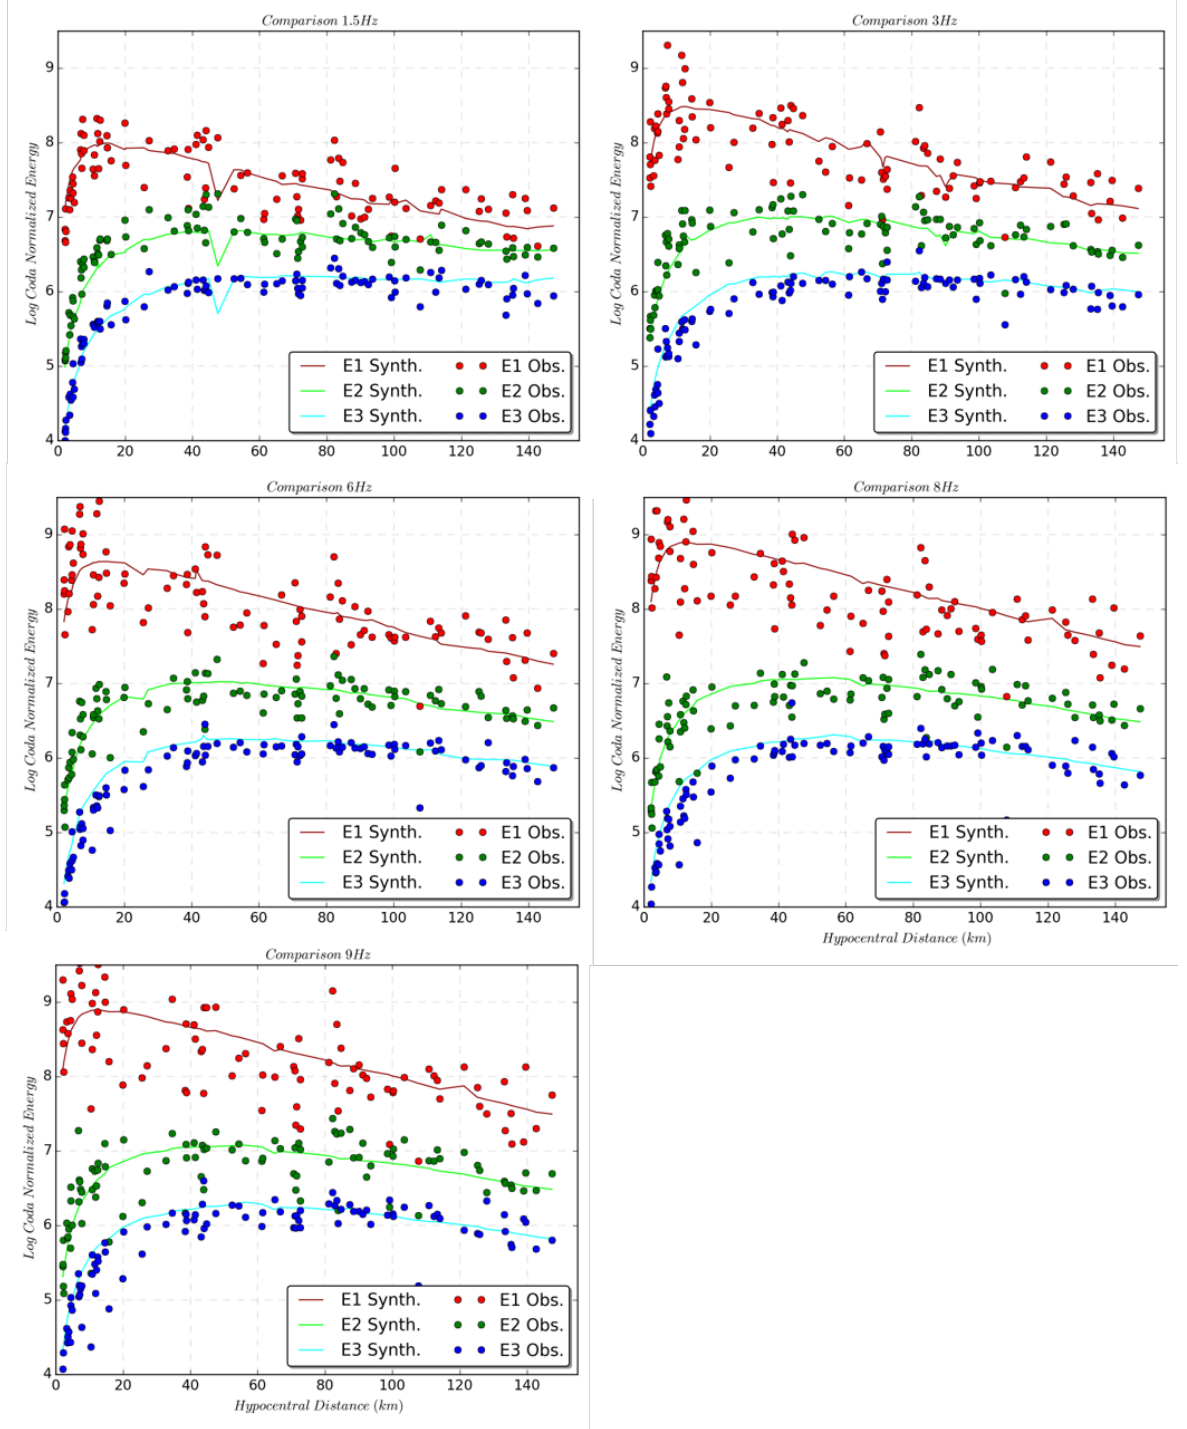 Comparison 1.5Hz
Log Coda Normalized Energy
9
8
7
6
5
4
0 20 40 60 80 100 120 140
E1 Synth. E1 Obs.
E2 Synth. E2 Obs.
E3 Synth. E3 Obs.
Comparison 3Hz
Log Coda Normalized Energy
9
8
7
6
5
4
0 20 40 60 80 100 120 140
E1 Synth. E1 Obs.
E2 Synth. E2 Obs.
E3 Synth. E3 Obs.
Comparison 6Hz
Log Coda Normalized Energy
9
8
7
6
5
4
0 20 40 60 80 100 120 140
E1 Synth. E1 Obs.
E2 Synth. E2 Obs.
E3 Synth. E3 Obs.
Comparison 8Hz
Log Coda Normalized Energy
9
8
7
6
5
4
0 20 40 60 80 100 120 140
Hypocentral Distance (km)
E1 Synth. E1 Obs.
E2 Synth. E2 Obs.
E3 Synth. E3 Obs.
Comparison 9Hz
Log Coda Normalized Energy
9
8
7
6
5
4
0 20 40 60 80 100 120 140
Hypocentral Distance (km)
E1 Synth. E1 Obs.
E2 Synth. E2 Obs.
E3 Synth. E3 Obs.